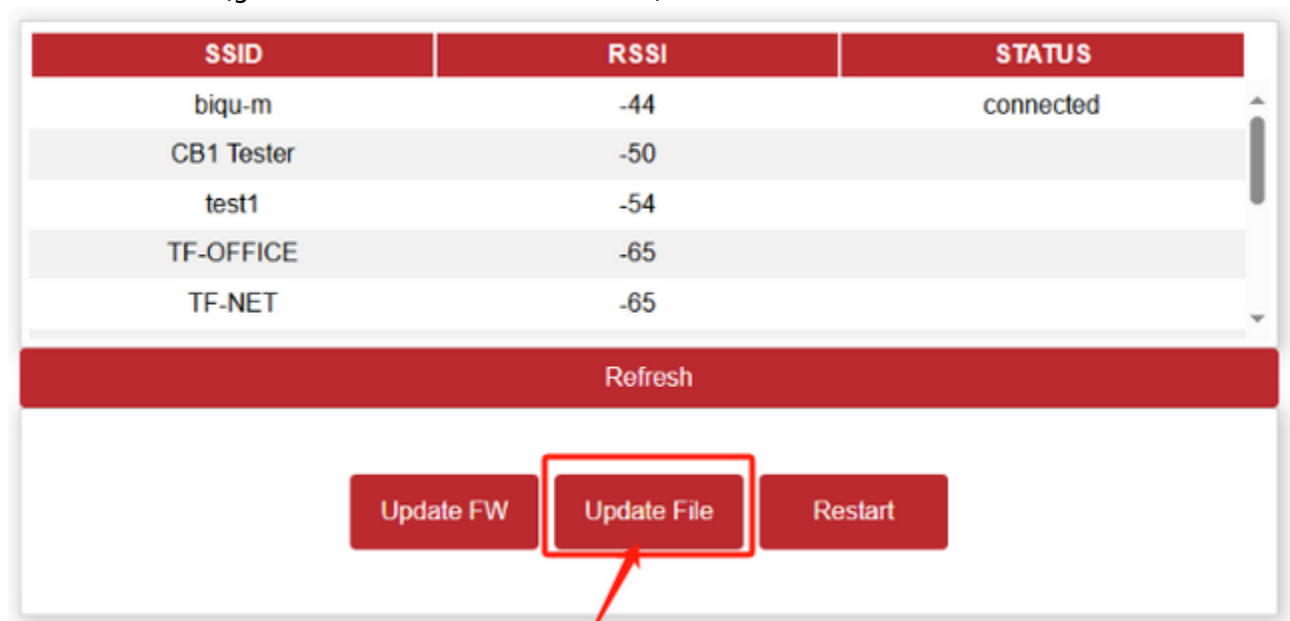 SSID RSSI STATUS
biqu-m -44 connected
CB1 Tester -50
test1 -54
TF-OFFICE -65
TF-NET -65
Refresh
Update FW Update File Restart